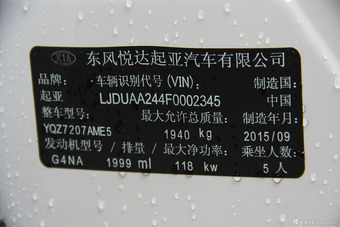 KIA 东风悦达起亚汽车有限公司
品牌: 车辆识别代号(VIN): 制造国:
起亚 LJDUAA244F0002345 中国
整车型号: 最大允许总质量: 制造年月:
YQZ7207AME5 1940 kg 2015/09
发动机型号 / 排量 / 最大净功率: 乘坐人数:
G4NA 1999 ml 118 kw 5 人